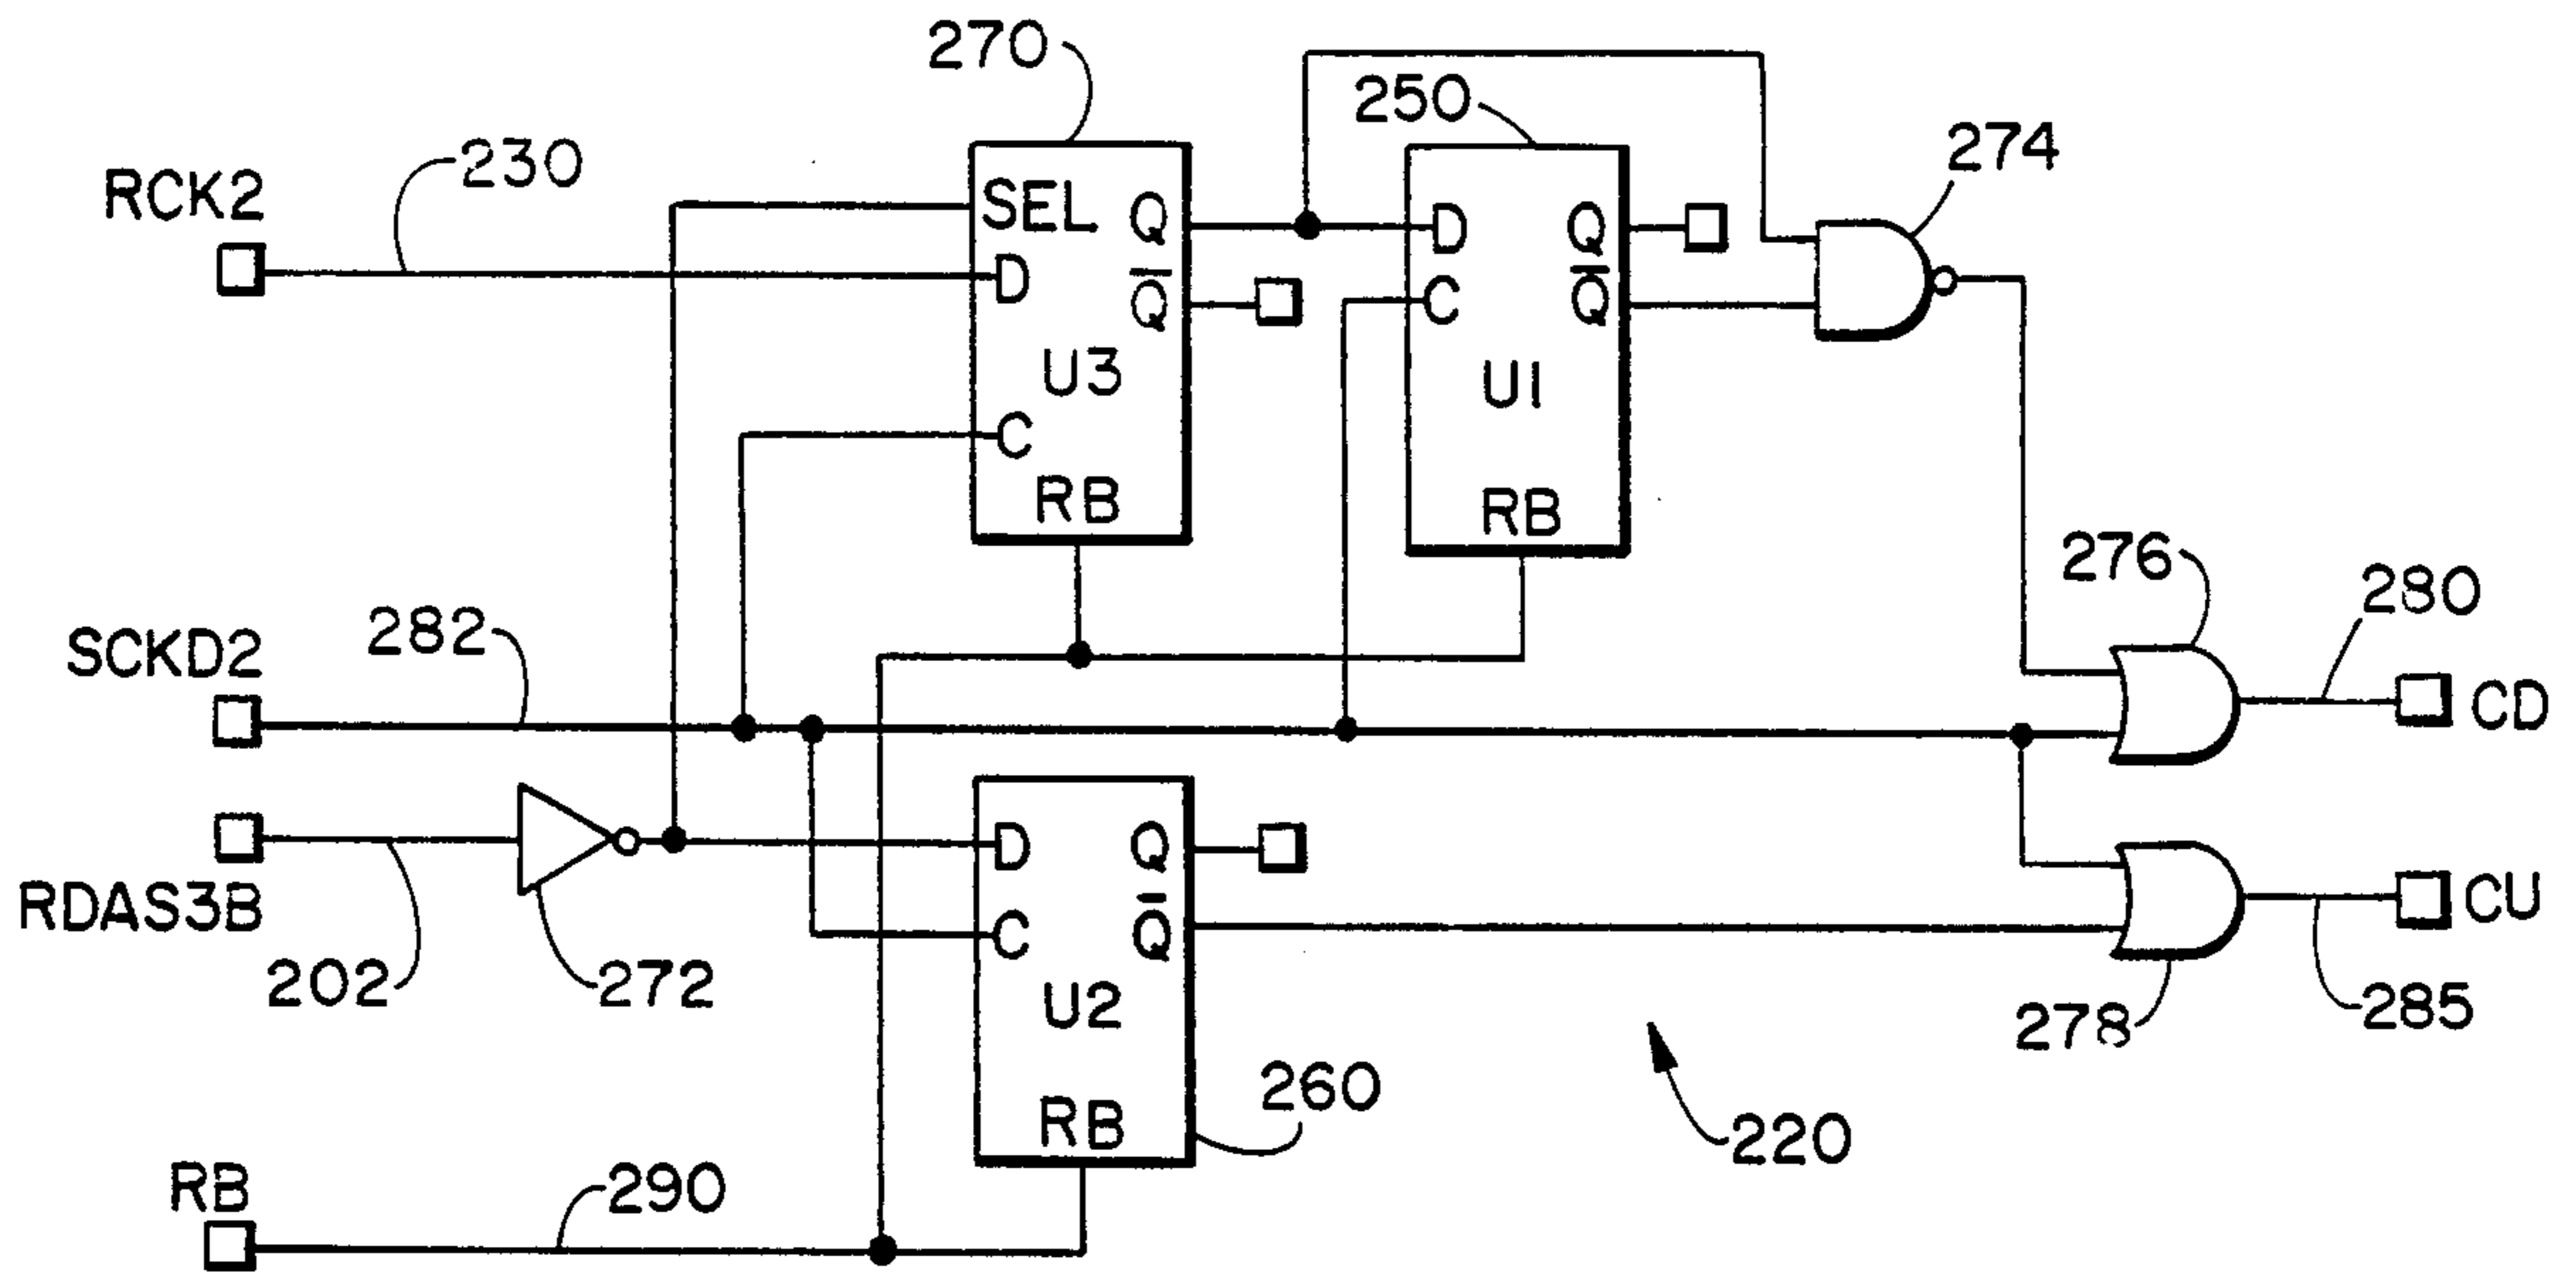 270
250
274
230
RCK2
SEL Q
D Q̅
U3
C
RB
D Q
C Q̅
U1
RB
276
280
282
SCKD2
CD
RDAS3B
202
272
D Q
C Q̅
U2
RB
260
CU
278
285
220
RB
290